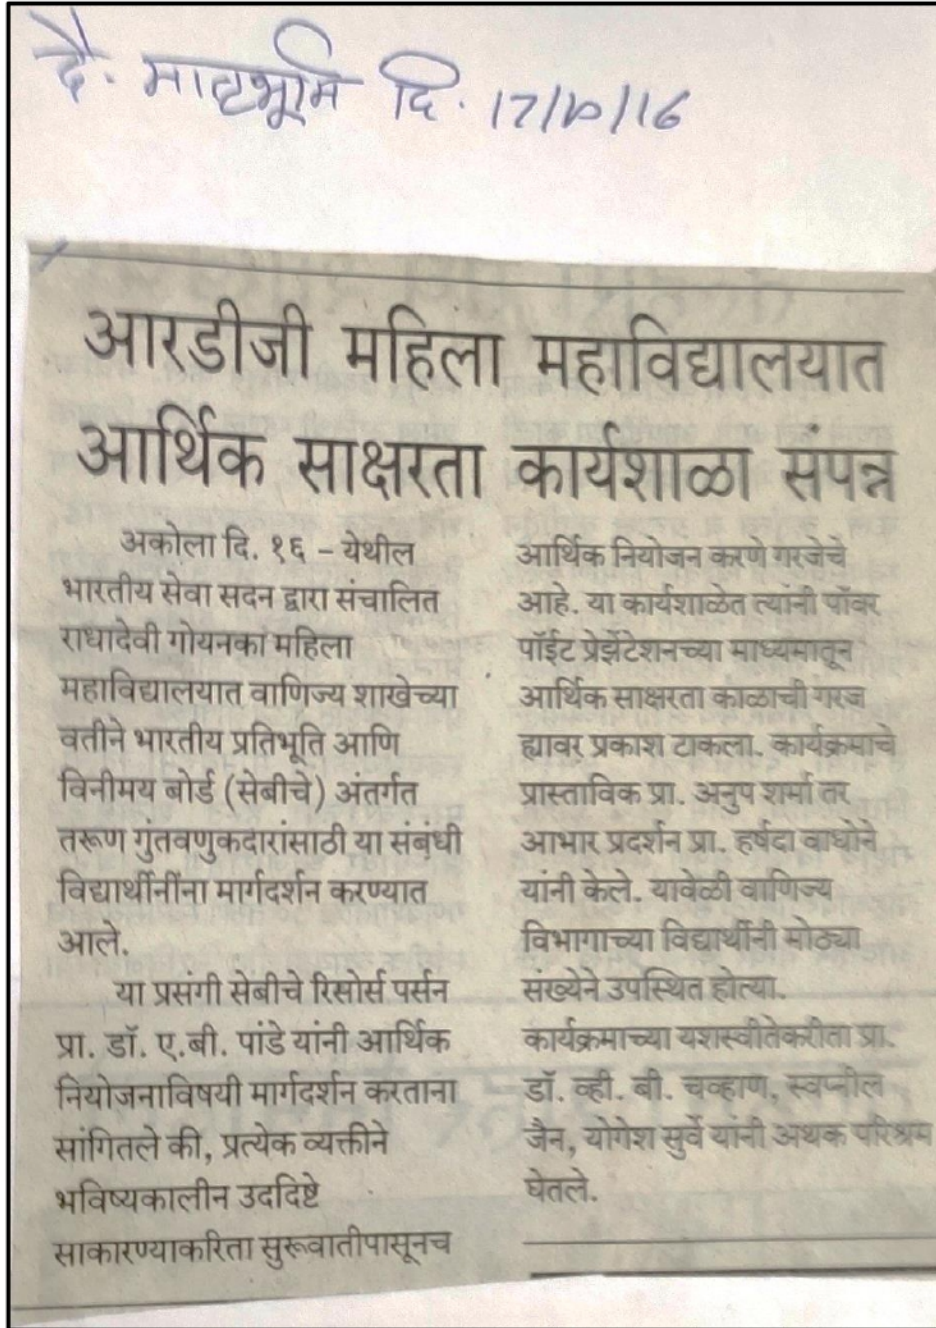 दै. मातृभूमि दि. 17/10/16
आरडीजी महिला महाविद्यालयात
आर्थिक साक्षरता कार्यशाळा संपन्न
अकोला दि. १६ – येथील
भारतीय सेवा सदन द्वारा संचालित
राधादेवी गोयनका महिला
महाविद्यालयात वाणिज्य शाखेच्या
वतीने भारतीय प्रतिभूति आणि
विनीमय बोर्ड (सेबीचे) अंतर्गत
तरूण गुंतवणुकदारांसाठी या संबंधी
विद्यार्थीनींना मार्गदर्शन करण्यात
आले.
या प्रसंगी सेबीचे रिसोर्स पर्सन
प्रा. डॉ. ए.बी. पांडे यांनी आर्थिक
नियोजनाविषयी मार्गदर्शन करताना
सांगितले की, प्रत्येक व्यक्तीने
भविष्यकालीन उददिष्टे
साकारण्याकरिता सुरूवातीपासूनच
आर्थिक नियोजन करणे गरजेचे
आहे. या कार्यशाळेत त्यांनी पॉवर
पॉईट प्रेझेंटेशनच्या माध्यमातून
आर्थिक साक्षरता काळाची गरज
ह्यावर प्रकाश टाकला. कार्यक्रमाचे
प्रास्ताविक प्रा. अनुप शर्मा तर
आभार प्रदर्शन प्रा. हर्षदा वाधोने
यांनी केले. यावेळी वाणिज्य
विभागाच्या विद्यार्थीनी मोठ्या
संख्येने उपस्थित होत्या.
कार्यक्रमाच्या यशस्वीतेकरीता प्रा.
डॉ. व्ही. बी. चव्हाण, स्वप्नील
जैन, योगेश सुर्वे यांनी अथक परिश्रम
घेतले.